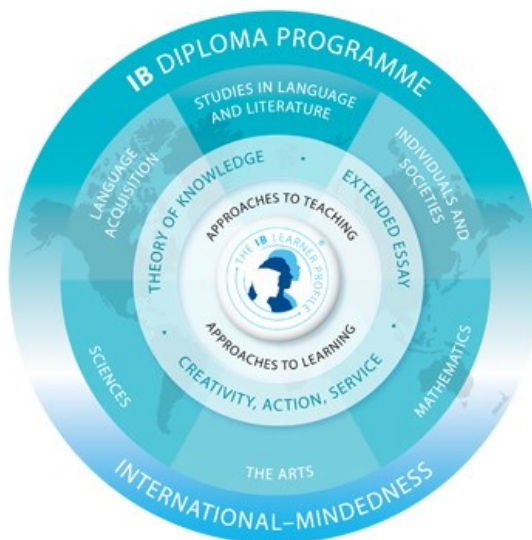 IB DIPLOMA PROGRAMME
STUDIES IN LANGUAGE
AND LITERATURE
LANGUAGE
ACQUISITION
INDIVIDUALS AND
SOCIETIES
THEORY OF KNOWLEDGE
EXTENDED ESSAY
APPROACHES TO TEACHING
THE IB LEARNER PROFILE
®
APPROACHES TO LEARNING
CREATIVITY, ACTION, SERVICE
SCIENCES
MATHEMATICS
THE ARTS
INTERNATIONAL–MINDEDNESS